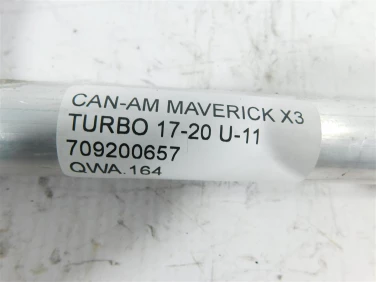 CAN-AM MAVERICK X3
TURBO 17-20 U-11
709200657
QWA.164